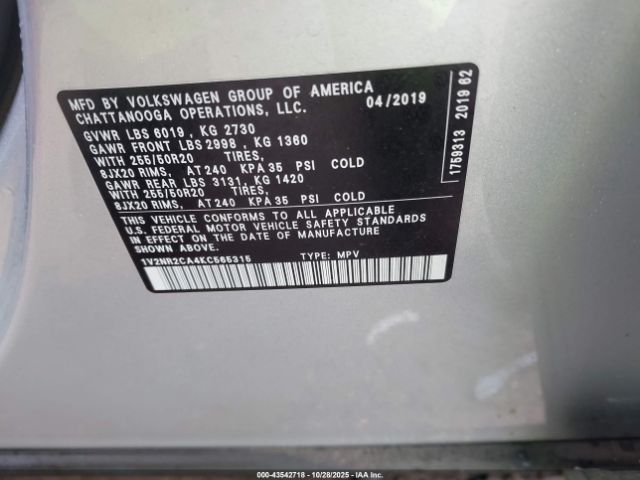 MFD BY VOLKSWAGEN GROUP OF AMERICA
CHATTANOOGA OPERATIONS, LLC. 04/2019
GVWR LBS 6019 , KG 2730
GAWR FRONT LBS 2998 , KG 1360
WITH 255/50R20 TIRES,
8JX20 RIMS, AT 240 KPA 35 PSI COLD
GAWR REAR LBS 3131, KG 1420
WITH 255/50R20 TIRES,
8JX20 RIMS, AT 240 KPA 35 PSI COLD
THIS VEHICLE CONFORMS TO ALL APPLICABLE
U.S. FEDERAL MOTOR VEHICLE SAFETY STANDARDS
IN EFFECT ON THE DATE OF MANUFACTURE
SHOWN ABOVE.
1V2NR2CA4KC565315 TYPE: MPV
1759313 2019 62
000-43542718 | 10/28/2025 | IAAI.COM